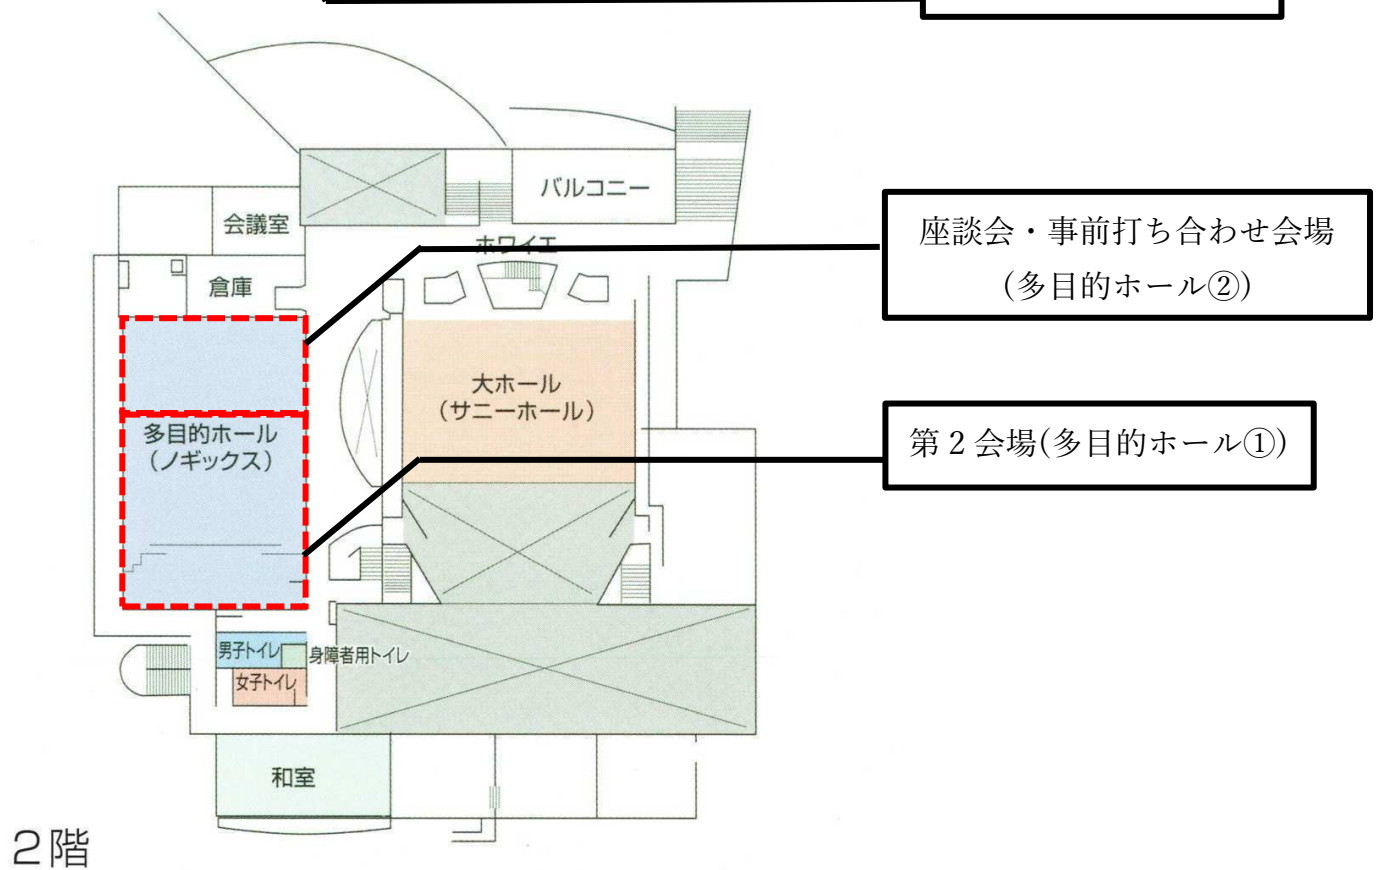 バルコニー
会議室
ホワイエ
座談会・事前打ち合わせ会場
(多目的ホール②)
倉庫
大ホール
(サニーホール)
多目的ホール
(ノギックス)
第2会場(多目的ホール①)
男子トイレ
身障者用トイレ
女子トイレ
和室
2階